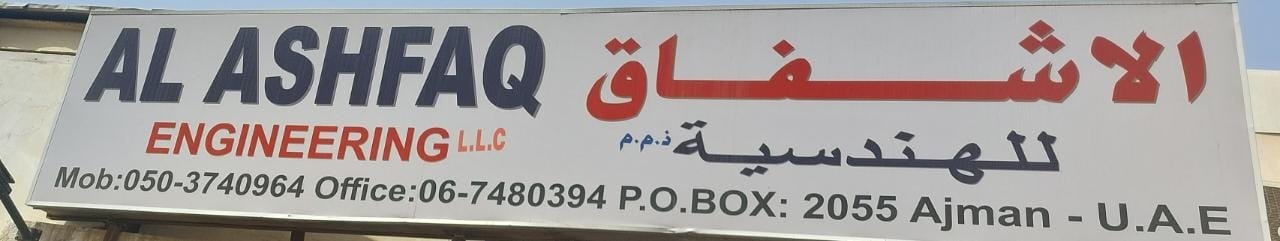 AL ASHFAQ
ENGINEERING L.L.C
الاشفاق
للهندسية ذ.م.م
Mob:050-3740964 Office:06-7480394 P.O.BOX: 2055 Ajman - U.A.E